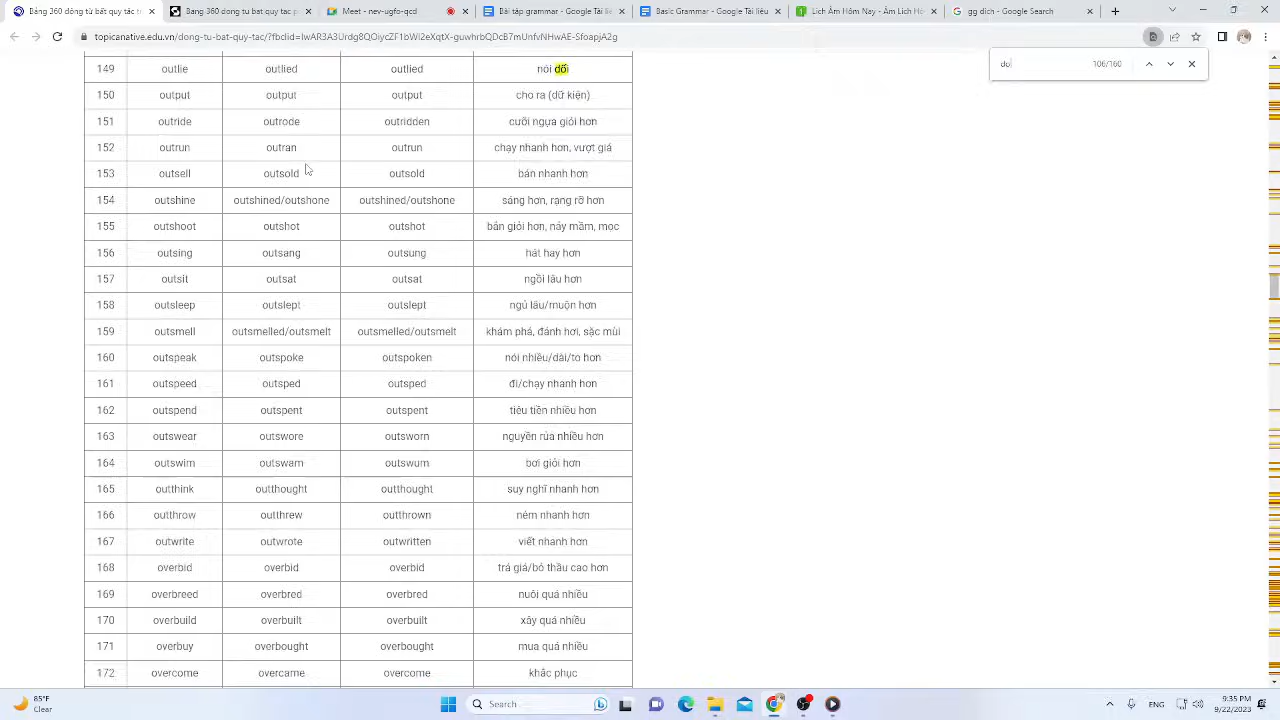 Bảng 360 động từ bất quy tắc ti
Bảng 360 động từ bất quy tắc p
Meet - nev-ugfo-qcd
Bài tập grammar - Google Tài liệ
Basic Grammar - Google Tài liệu
Lịch Âm Hôm Nay - Âm Lịch Hô
gg dịch - Google Search
topicanative.edu.vn/dong-tu-bat-quy-tac/
106/160
149 outlie outlied outlied nói dối
150 output output output cho ra (dữ kiện)
151 outride outrode outridden cưỡi ngựa giỏi hơn
152 outrun outran outrun chạy nhanh hơn, vượt giá
153 outsell outsold outsold bán nhanh hơn
154 outshine outshined/outshone outshined/outshone sáng hơn, rạng rỡ hơn
155 outshoot outshot outshot bắn giỏi hơn, nảy mầm, mọc
156 outsing outsang outsung hát hay hơn
157 outsit outsat outsat ngồi lâu hơn
158 outsleep outslept outslept ngủ lâu/muộn hơn
159 outsmell outsmelled/outsmelt outsmelled/outsmelt khám phá, đánh hơi, sặc mùi
160 outspeak outspoke outspoken nói nhiều/dài/to hơn
161 outspeed outsped outsped đi/chạy nhanh hơn
162 outspend outspent outspent tiêu tiền nhiều hơn
163 outswear outswore outsworn nguyền rủa nhiều hơn
164 outswim outswam outswum bơi giỏi hơn
165 outthink outthought outthought suy nghĩ nhanh hơn
166 outthrow outthrew outthrown ném nhanh hơn
167 outwrite outwrote outwritten viết nhanh hơn
168 overbid overbid overbid trả giá/bỏ thầu cao hơn
169 overbreed overbred overbred nuôi quá nhiều
170 overbuild overbuilt overbuilt xây quá nhiều
171 overbuy overbought overbought mua quá nhiều
172 overcome overcame overcome khắc phục
85°F
Clear
Search
ENG
9:33 PM
9/22/2023